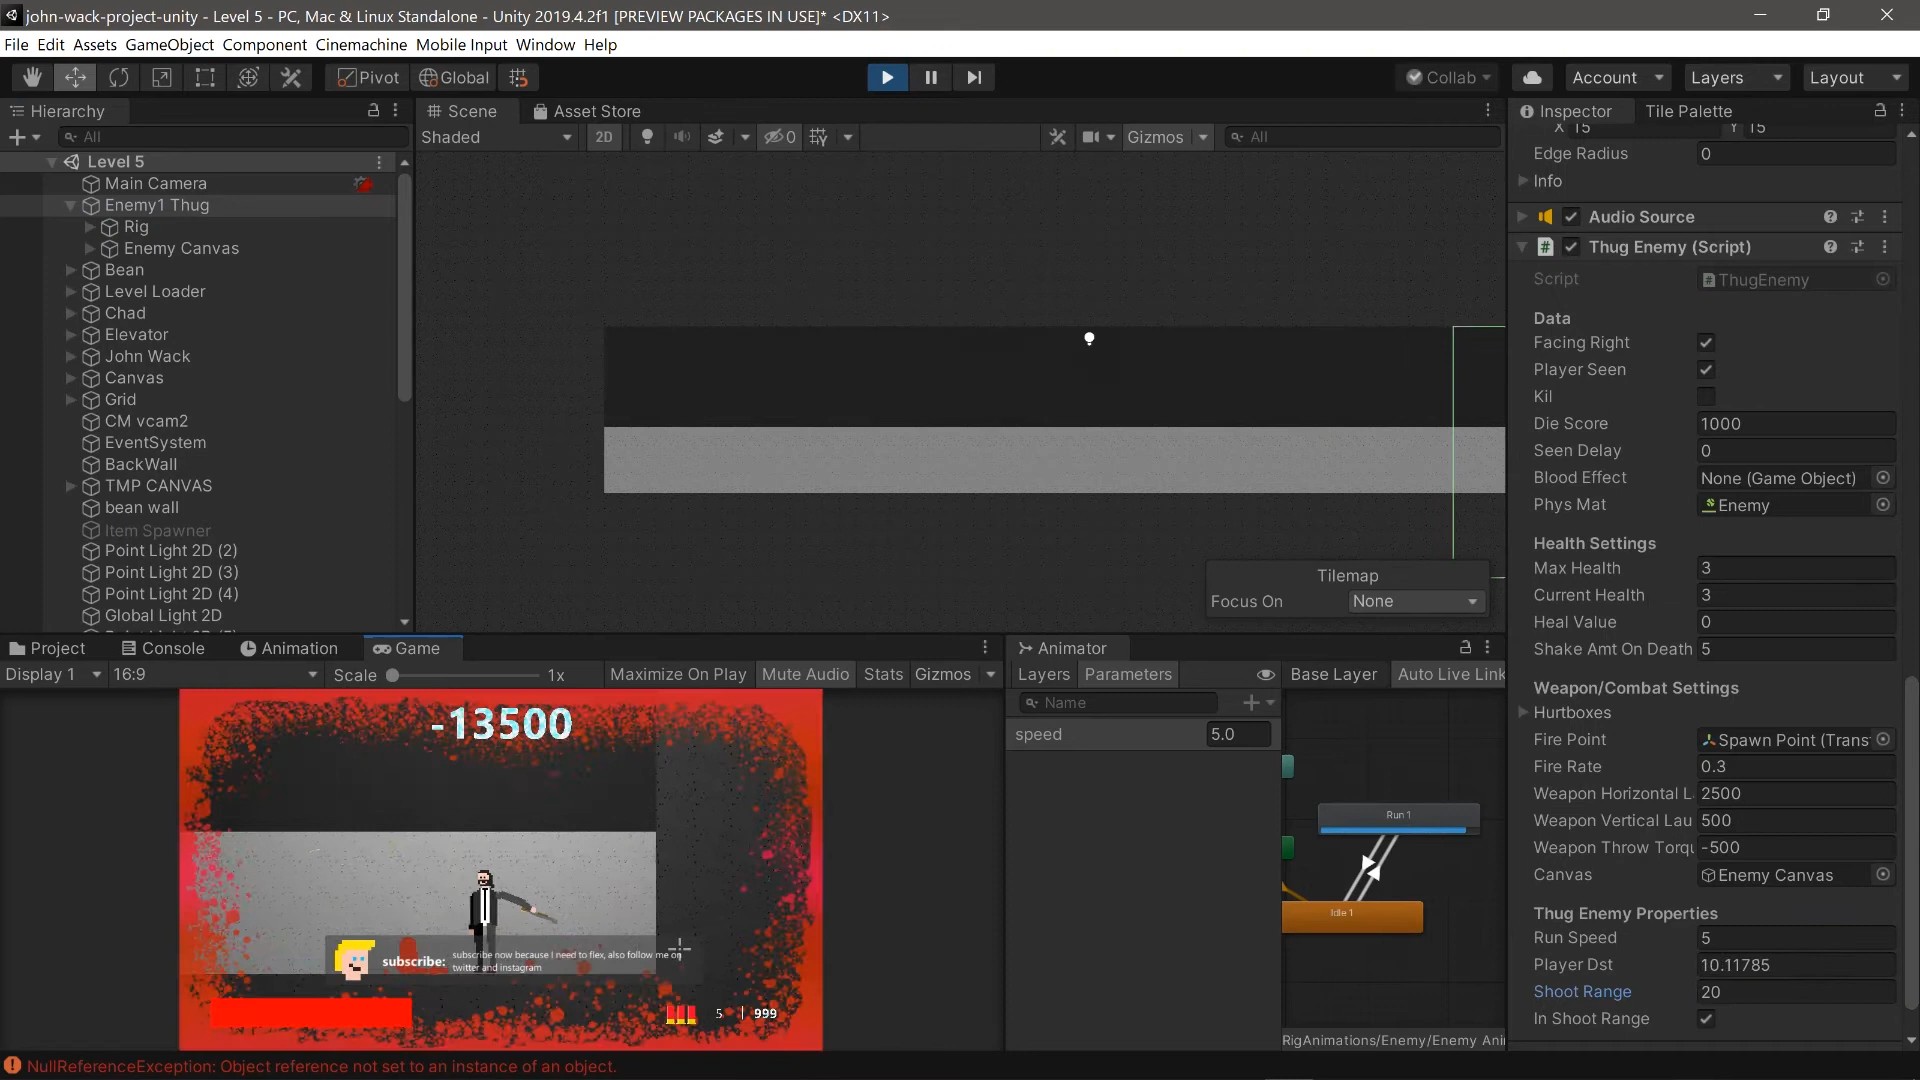 john-wack-project-unity - Level 5 - PC, Mac & Linux Standalone - Unity 2019.4.2f1 [PREVIEW PACKAGES IN USE]* <DX11>
File Edit Assets GameObject Component Cinemachine Mobile Input Window Help
Pivot Global Collab Account Layers Layout
Hierarchy
All
Level 5
Main Camera
Enemy1 Thug
Rig
Enemy Canvas
Bean
Level Loader
Chad
Elevator
John Wack
Canvas
Grid
CM vcam2
EventSystem
BackWall
TMP CANVAS
bean wall
Item Spawner
Point Light 2D (2)
Point Light 2D (3)
Point Light 2D (4)
Global Light 2D
Scene Asset Store
Shaded 2D 0 Gizmos All
Tilemap
Focus On None
Project Console Animation Game
Display 1 16:9 Scale 1x Maximize On Play Mute Audio Stats Gizmos
-13500
subscribe: subscribe now because I need to flex, also follow me on
twitter and instagram
5 | 999
Animator
Layers Parameters Base Layer Auto Live Link
Name
speed 5.0
Run 1
Idle 1
RigAnimations/Enemy/Enemy Ani
Inspector Tile Palette
X 15 Y 15
Edge Radius 0
Info
Audio Source
Thug Enemy (Script)
Script ThugEnemy
Data
Facing Right
Player Seen
Kil
Die Score 1000
Seen Delay 0
Blood Effect None (Game Object)
Phys Mat Enemy
Health Settings
Max Health 3
Current Health 3
Heal Value 0
Shake Amt On Death 5
Weapon/Combat Settings
Hurtboxes
Fire Point Spawn Point (Trans
Fire Rate 0.3
Weapon Horizontal L 2500
Weapon Vertical Lau 500
Weapon Throw Torqu -500
Canvas Enemy Canvas
Thug Enemy Properties
Run Speed 5
Player Dst 10.11785
Shoot Range 20
In Shoot Range
NullReferenceException: Object reference not set to an instance of an object.